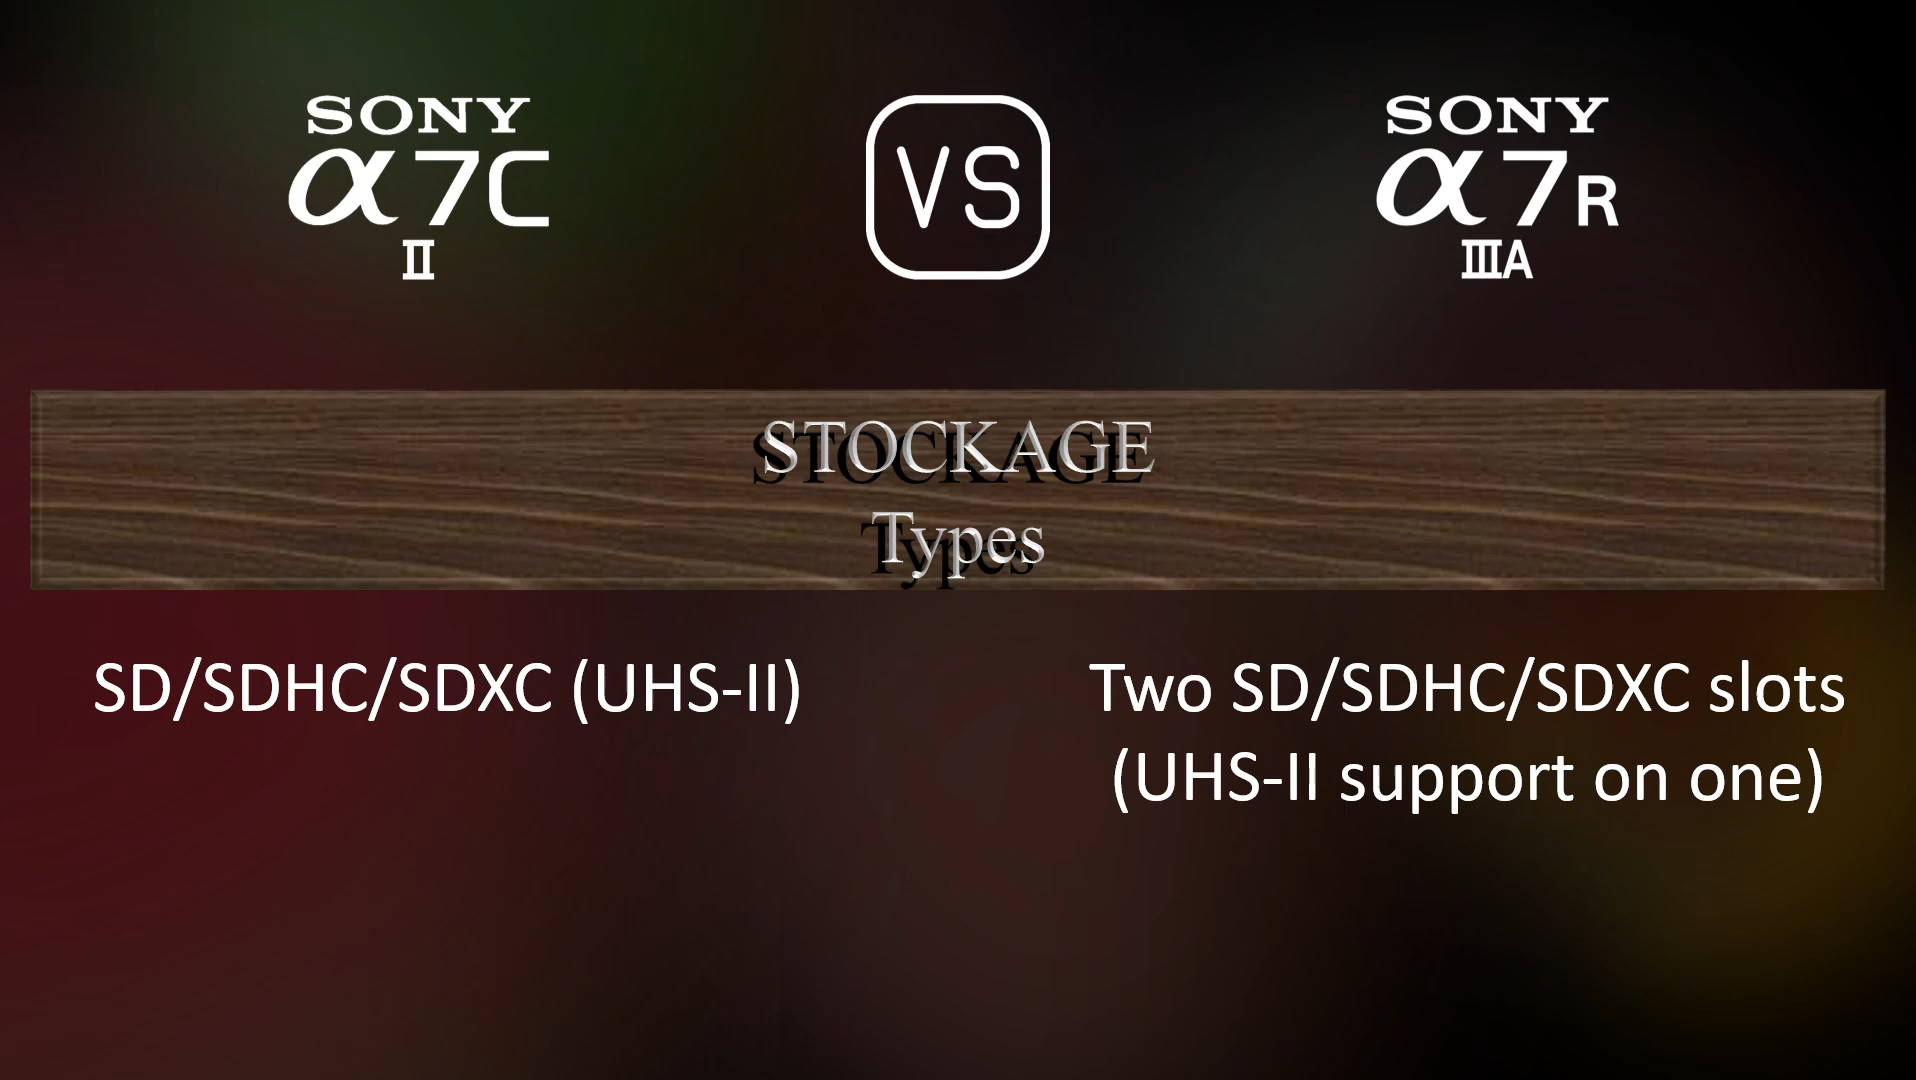 SONY
α7C
II
VS
SONY
α7R
IIIA
STOCKAGE
Types
SD/SDHC/SDXC (UHS-II)
Two SD/SDHC/SDXC slots
(UHS-II support on one)